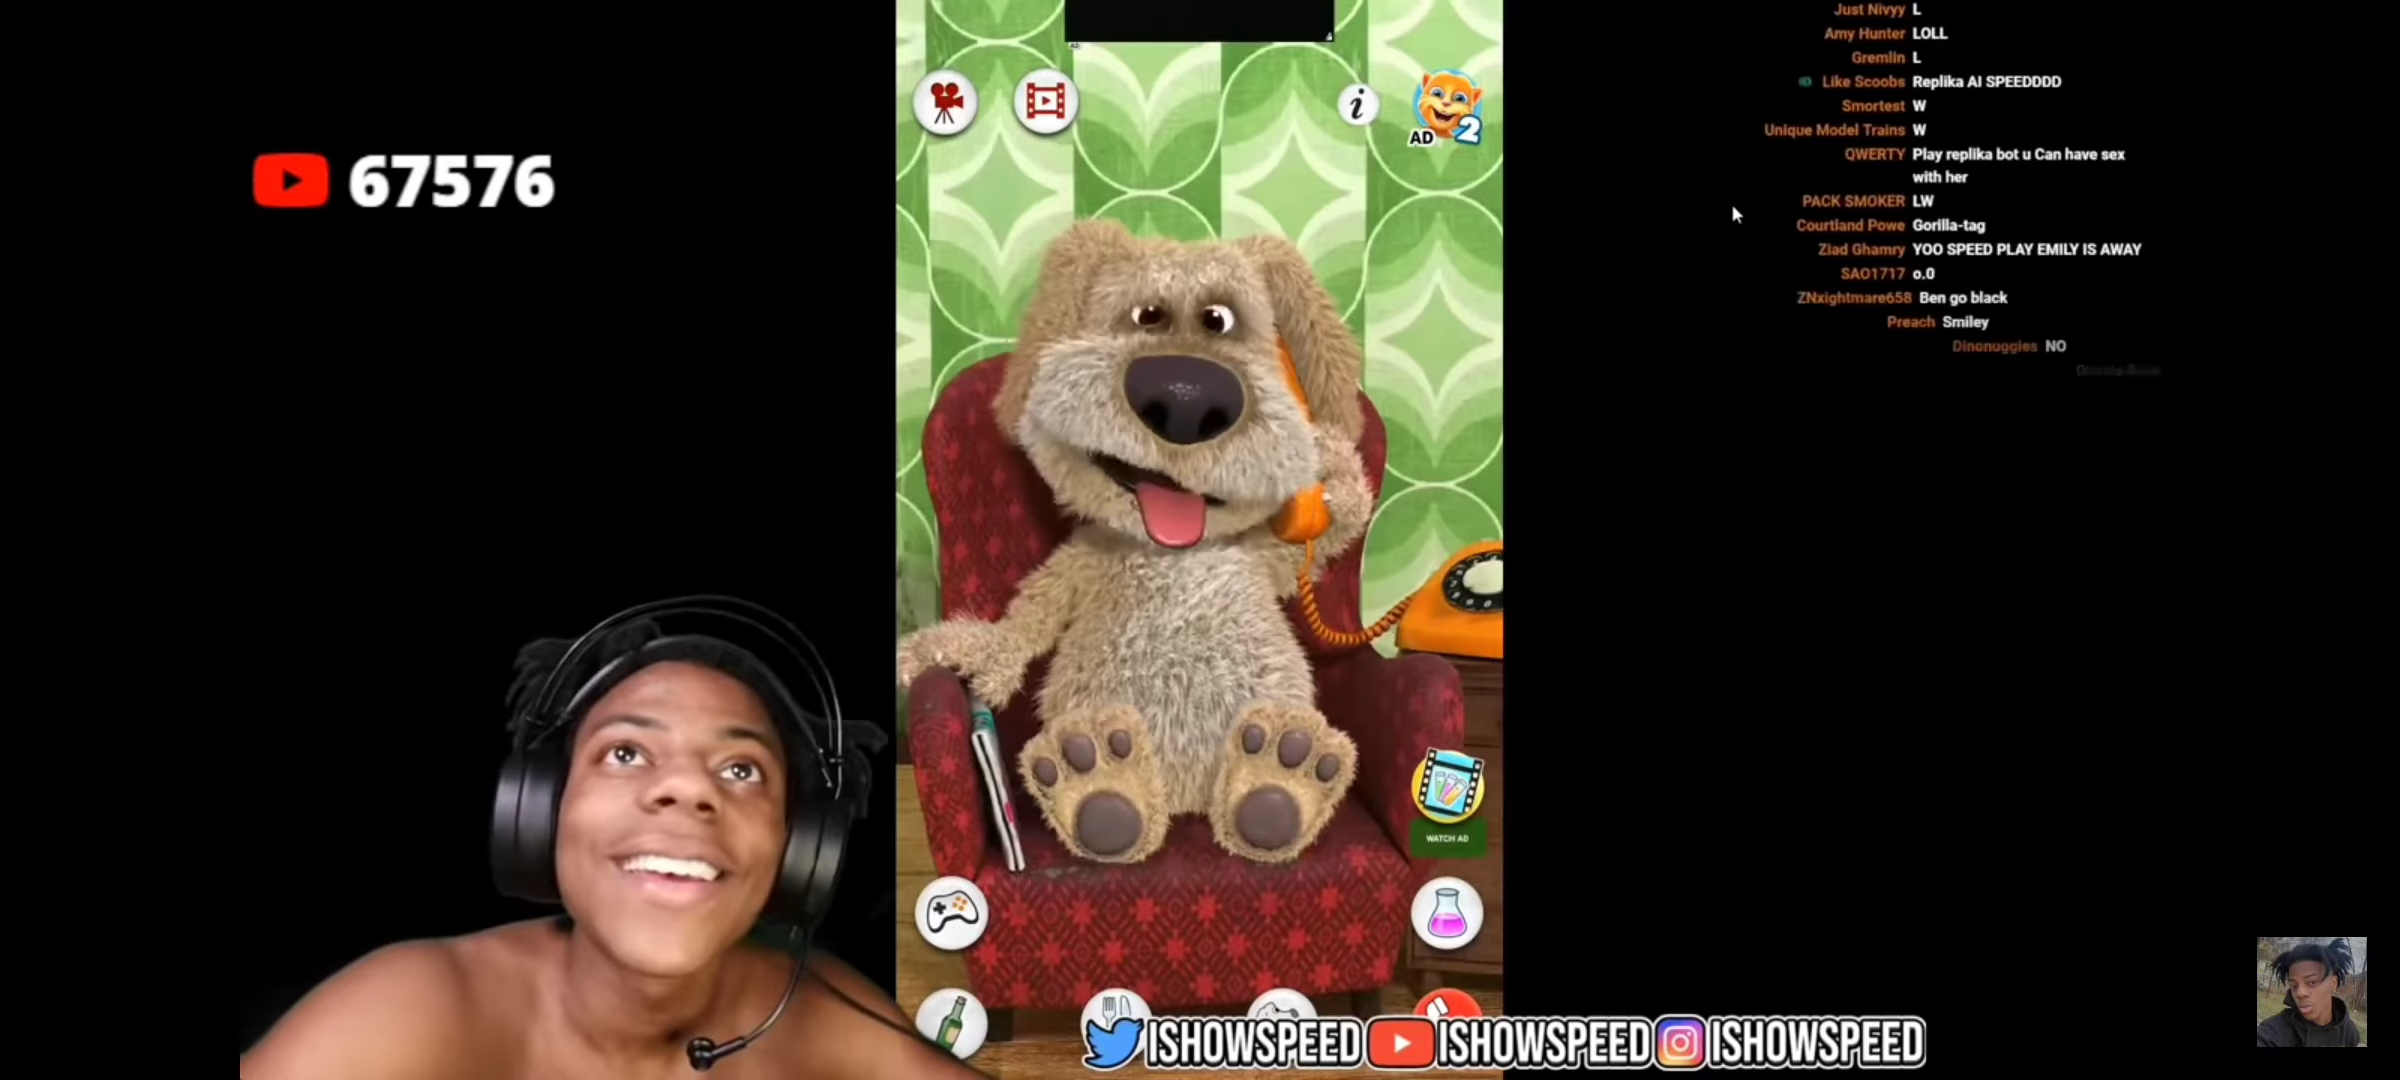 67576
AD
i
AD
2
WATCH AD
Just Nivyy L
Amy Hunter LOLL
Gremlin L
Like Scoobs Replika AI SPEEDDDD
Smortest W
Unique Model Trains W
QWERTY Play replika bot u Can have sex
with her
PACK SMOKER LW
Courtland Powe Gorilla-tag
Ziad Ghamry YOO SPEED PLAY EMILY IS AWAY
SAO1717 o.0
ZNxightmare658 Ben go black
Preach Smiley
Dinonuggies NO
ISHOWSPEED ISHOWSPEED ISHOWSPEED